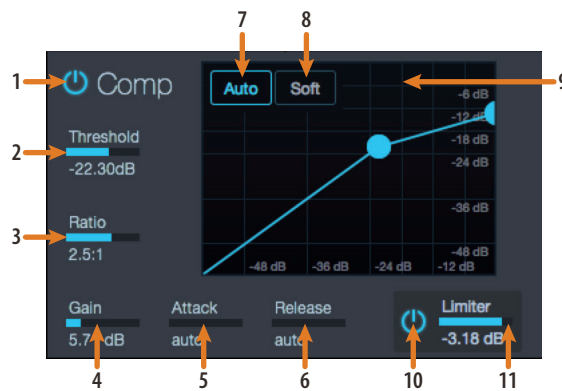 7 8
1 Comp Auto Soft 9
-6 dB
-12 dB
Threshold
-18 dB
2
-22.30dB
-24 dB
Ratio
-36 dB
3
2.5:1
-48 dB
-48 dB -36 dB -24 dB -12 dB
Gain Attack Release Limiter
dB auto auto -3.18 dB
4 5 6 10 11